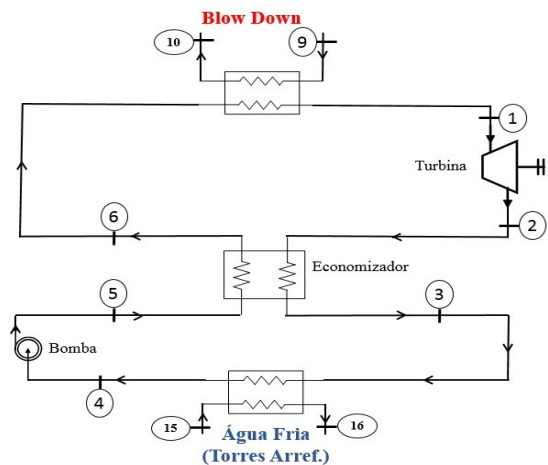 Blow Down
10
9
1
Turbina
2
6
Economizador
5
3
Bomba
4
15
16
Água Fria
(Torres Arref.)